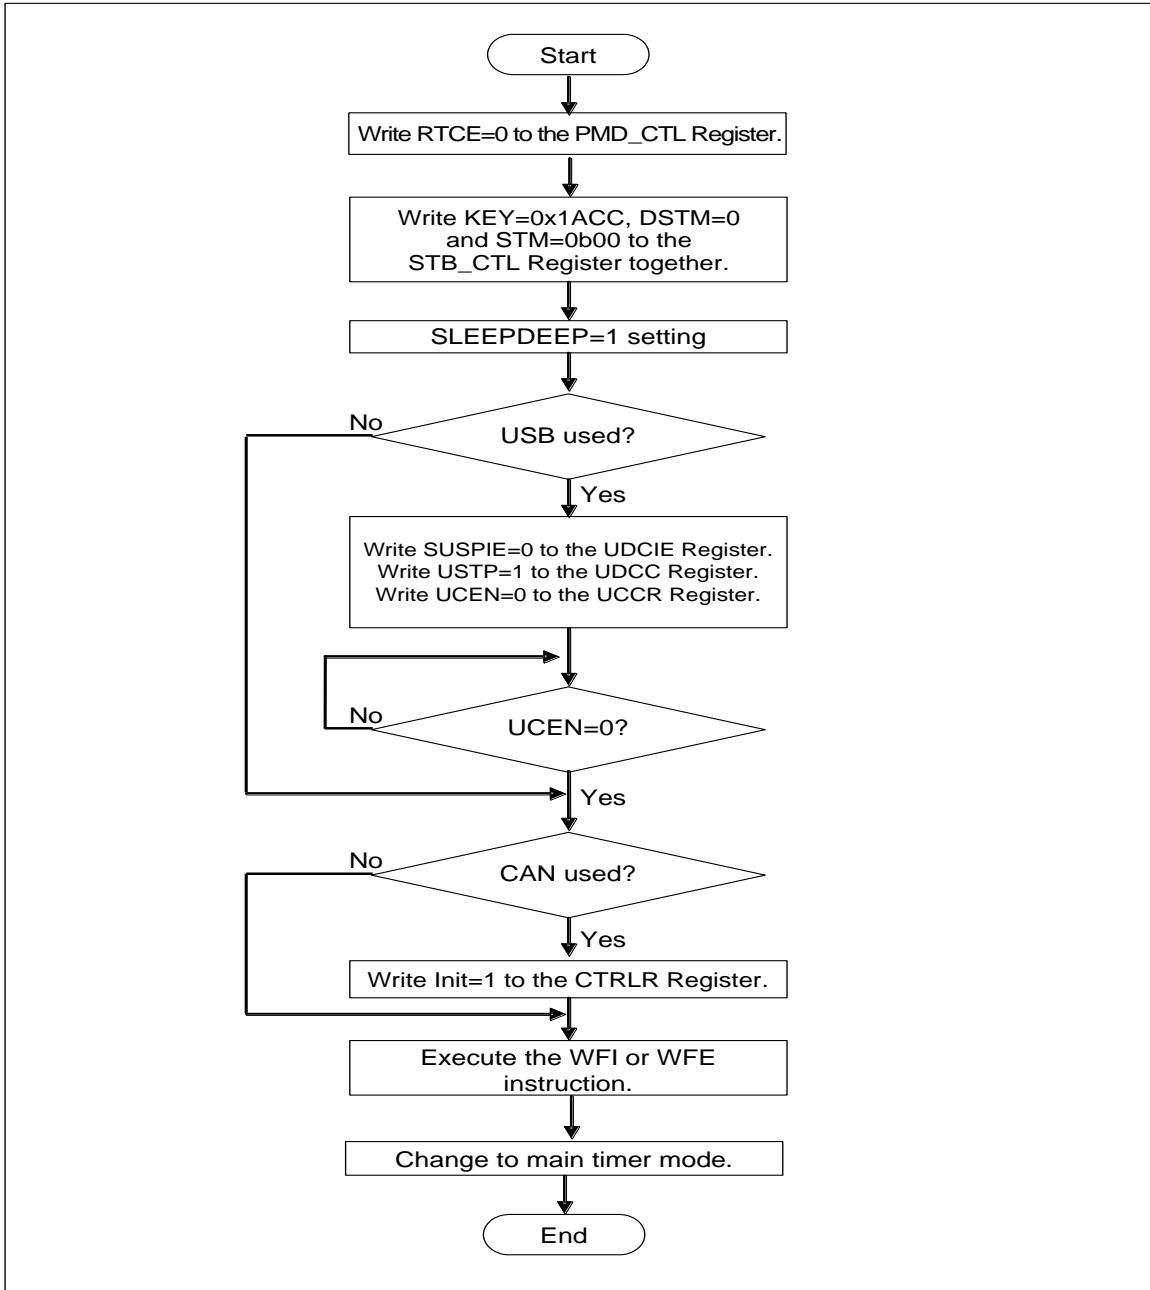 Start
Write RTCE=0 to the PMD_CTL Register.
Write KEY=0x1ACC, DSTM=0
and STM=0b00 to the
STB_CTL Register together.
SLEEPDEEP=1 setting
No
USB used?
Yes
Write SUSPIE=0 to the UDCIE Register.
Write USTP=1 to the UDCC Register.
Write UCEN=0 to the UCCR Register.
No
UCEN=0?
Yes
No
CAN used?
Yes
Write Init=1 to the CTRLR Register.
Execute the WFI or WFE
instruction.
Change to main timer mode.
End